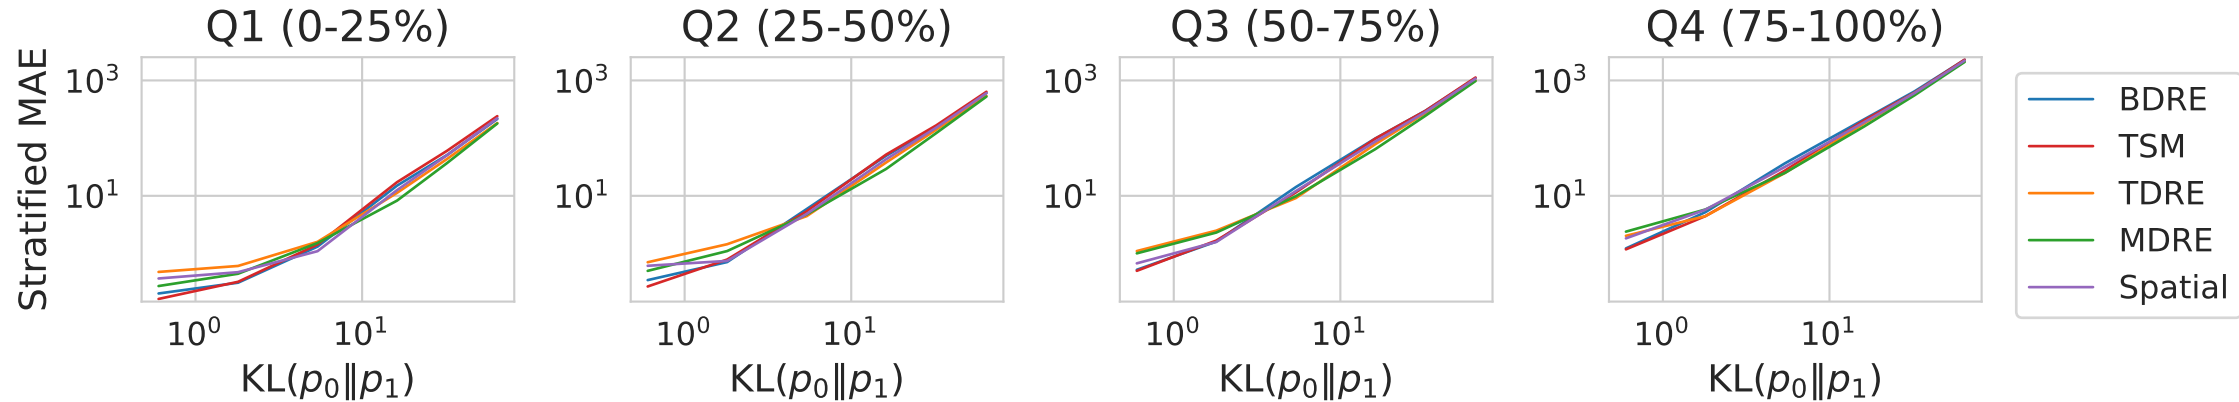 Q1 (0-25%)
Q2 (25-50%)
Q3 (50-75%)
Q4 (75-100%)
Stratified MAE
10³
10¹
10⁰
10¹
KL(p₀‖p₁)
10³
10¹
10⁰
10¹
KL(p₀‖p₁)
10³
10¹
10⁰
10¹
KL(p₀‖p₁)
10³
10¹
10⁰
10¹
KL(p₀‖p₁)
BDRE
TSM
TDRE
MDRE
Spatial